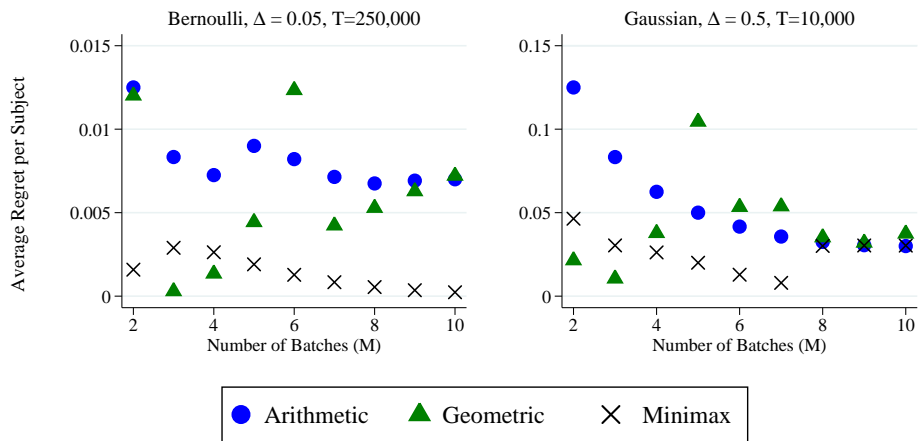 Bernoulli, Δ = 0.05, T=250,000
Gaussian, Δ = 0.5, T=10,000
Average Regret per Subject
0.015
0.01
0.005
0
2 4 6 8 10
Number of Batches (M)
0.15
0.1
0.05
0
2 4 6 8 10
Number of Batches (M)
Arithmetic Geometric Minimax